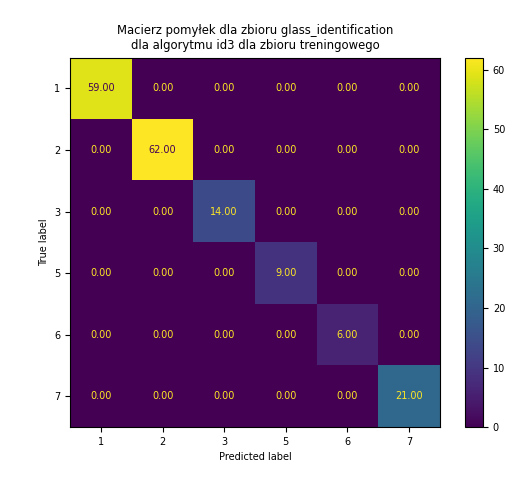 Macierz pomyłek dla zbioru glass_identification
dla algorytmu id3 dla zbioru treningowego
True label
1 59.00 0.00 0.00 0.00 0.00 0.00
2 0.00 62.00 0.00 0.00 0.00 0.00
3 0.00 0.00 14.00 0.00 0.00 0.00
5 0.00 0.00 0.00 9.00 0.00 0.00
6 0.00 0.00 0.00 0.00 6.00 0.00
7 0.00 0.00 0.00 0.00 0.00 21.00
1 2 3 5 6 7
Predicted label
60
50
40
30
20
10
0